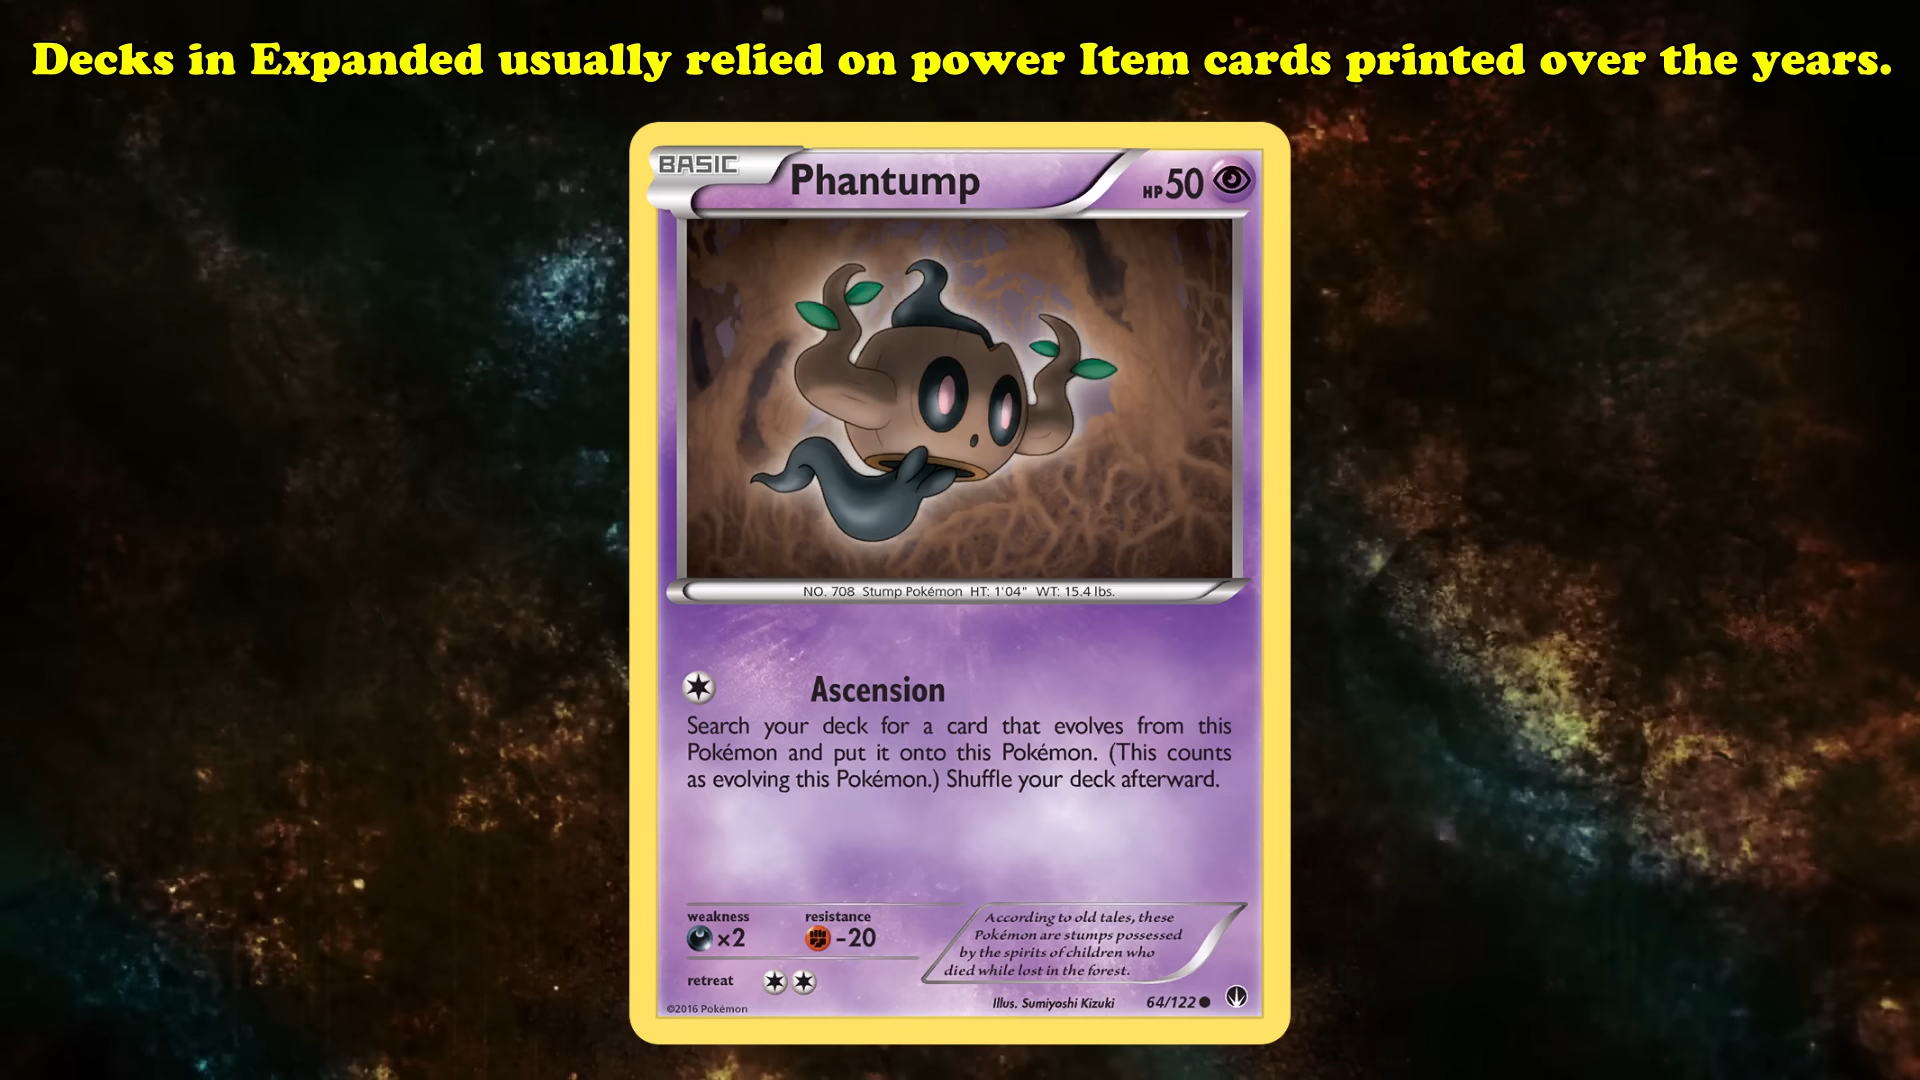 Decks in Expanded usually relied on power Item cards printed over the years.
BASIC
Phantump
HP50
NO. 708 Stump Pokémon HT: 1'04" WT: 15.4 lbs.
Ascension
Search your deck for a card that evolves from this
Pokémon and put it onto this Pokémon. (This counts
as evolving this Pokémon.) Shuffle your deck afterward.
weakness
×2
resistance
-20
retreat
According to old tales, these
Pokémon are stumps possessed
by the spirits of children who
died while lost in the forest.
©2016 Pokémon
Illus. Sumiyoshi Kizuki
64/122